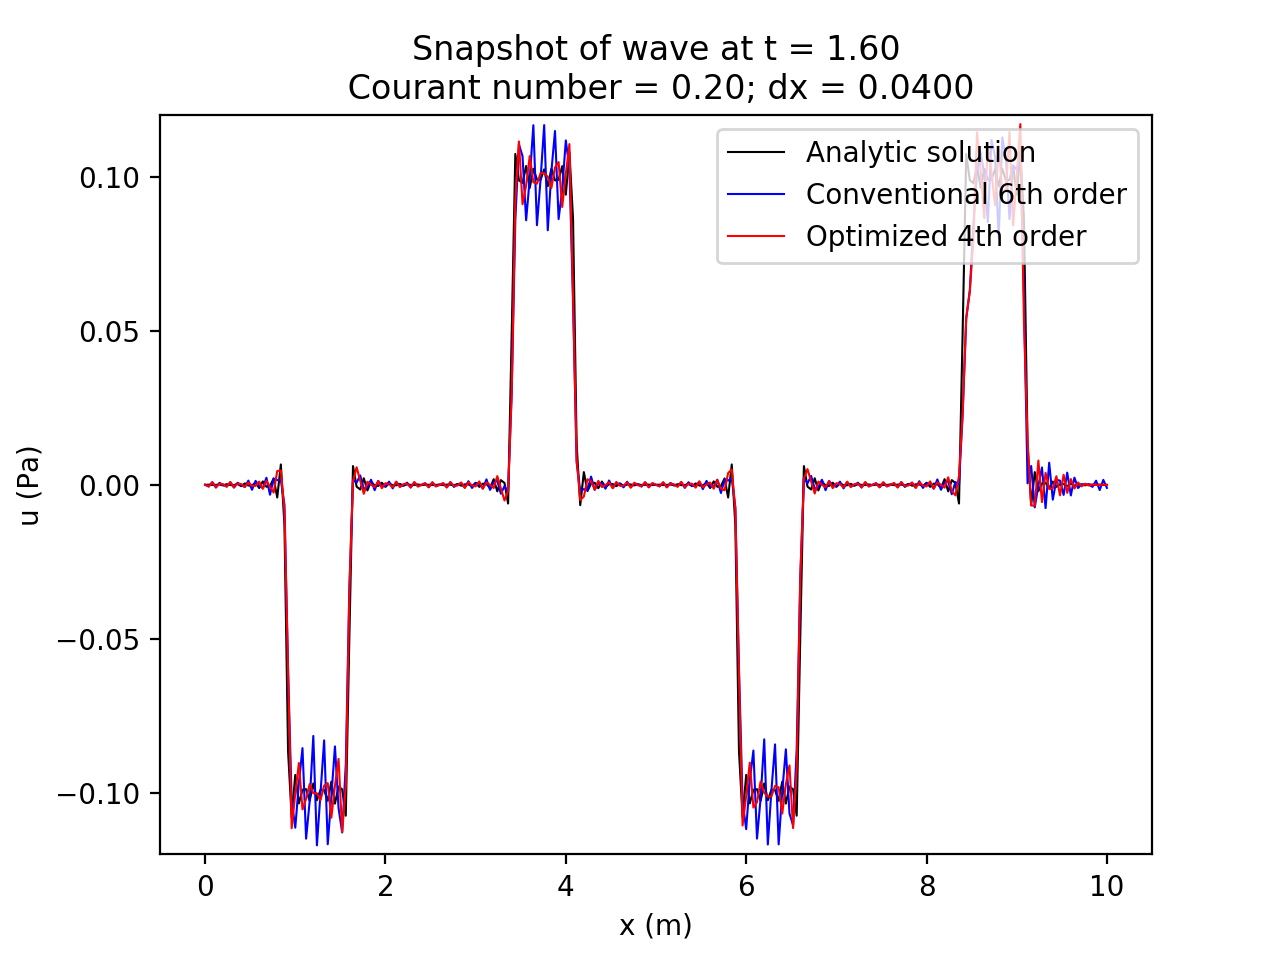 Snapshot of wave at t = 1.60
Courant number = 0.20; dx = 0.0400
Analytic solution
Conventional 6th order
Optimized 4th order
0.10
0.05
0.00
−0.05
−0.10
u (Pa)
0 2 4 6 8 10
x (m)